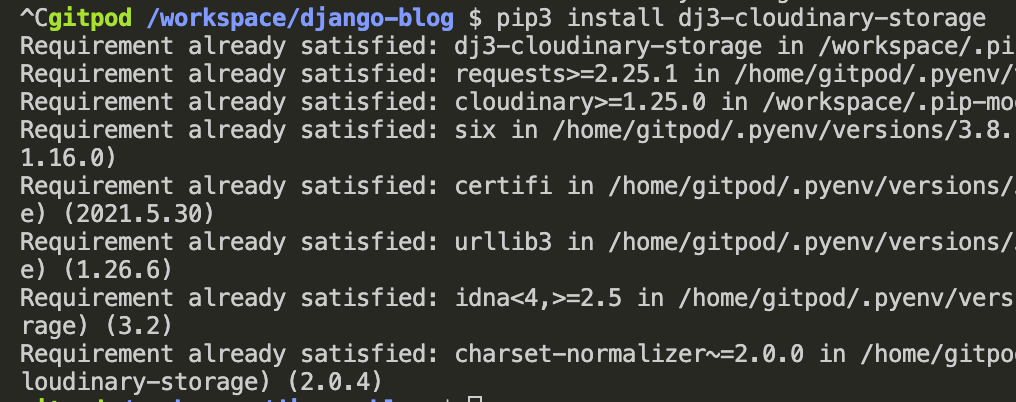 ^Cgitpod /workspace/django-blog $ pip3 install dj3-cloudinary-storage
Requirement already satisfied: dj3-cloudinary-storage in /workspace/.pi
Requirement already satisfied: requests>=2.25.1 in /home/gitpod/.pyenv/
Requirement already satisfied: cloudinary>=1.25.0 in /workspace/.pip-mo
Requirement already satisfied: six in /home/gitpod/.pyenv/versions/3.8.
1.16.0)
Requirement already satisfied: certifi in /home/gitpod/.pyenv/versions/
e) (2021.5.30)
Requirement already satisfied: urllib3 in /home/gitpod/.pyenv/versions/
e) (1.26.6)
Requirement already satisfied: idna<4,>=2.5 in /home/gitpod/.pyenv/vers
rage) (3.2)
Requirement already satisfied: charset-normalizer~=2.0.0 in /home/gitpo
loudinary-storage) (2.0.4)